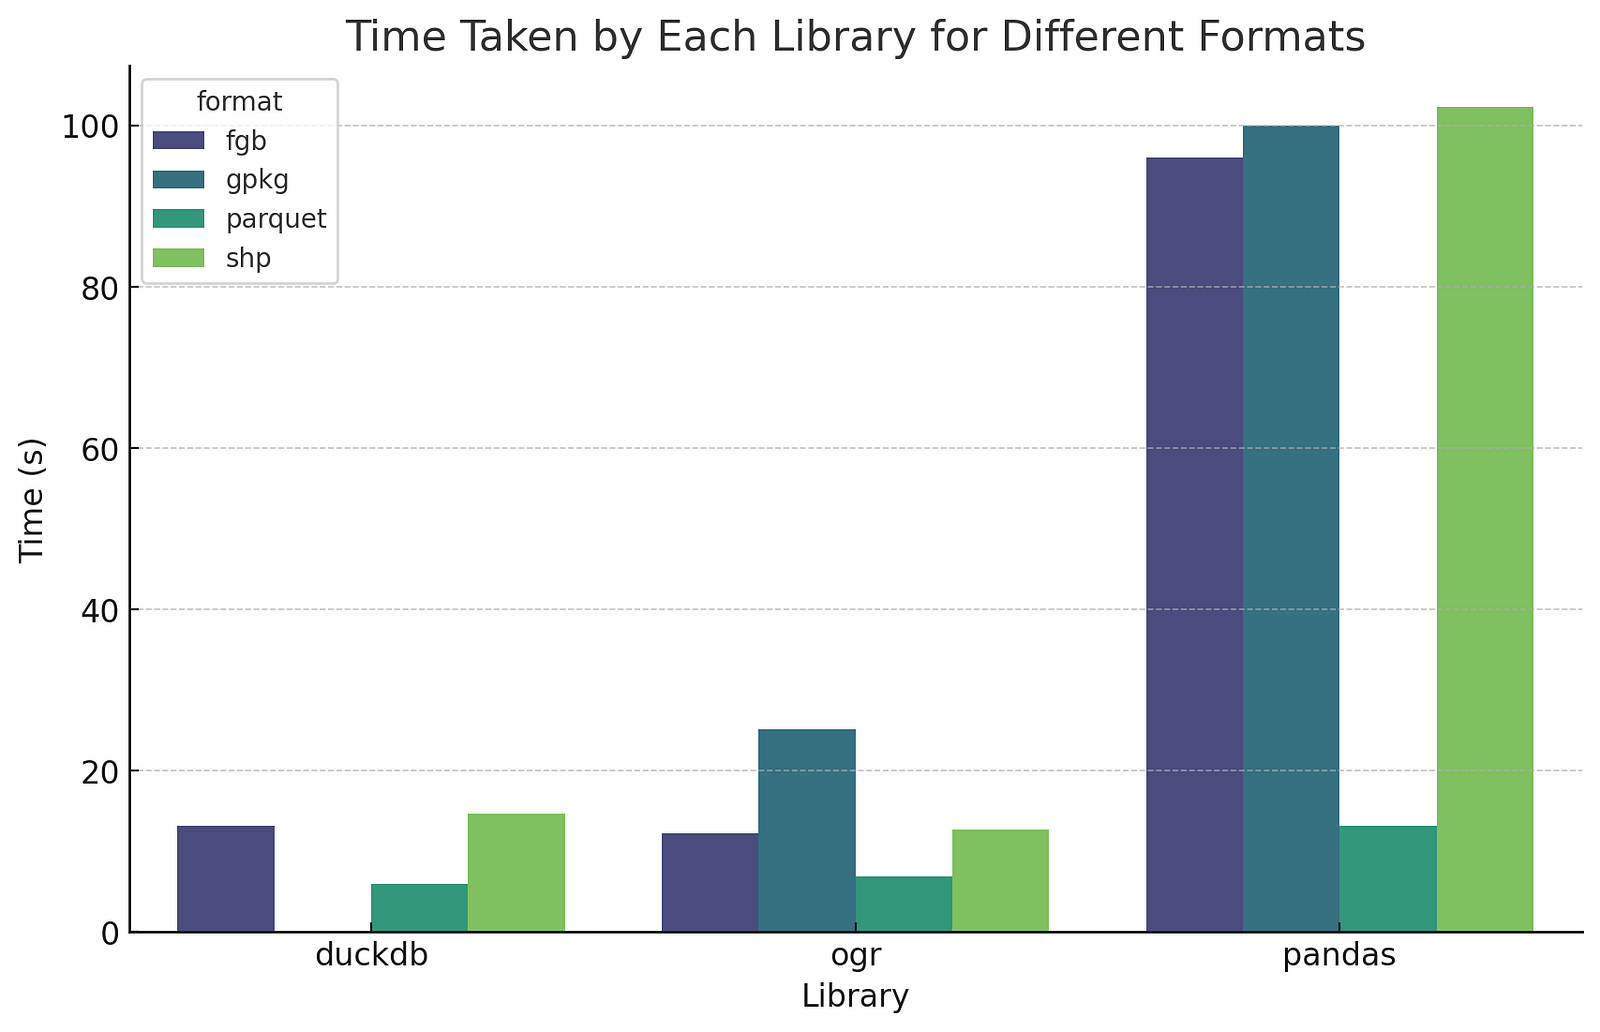 Time Taken by Each Library for Different Formats
format
fgb
gpkg
parquet
shp
100
80
60
40
20
0
Time (s)
duckdb
ogr
pandas
Library